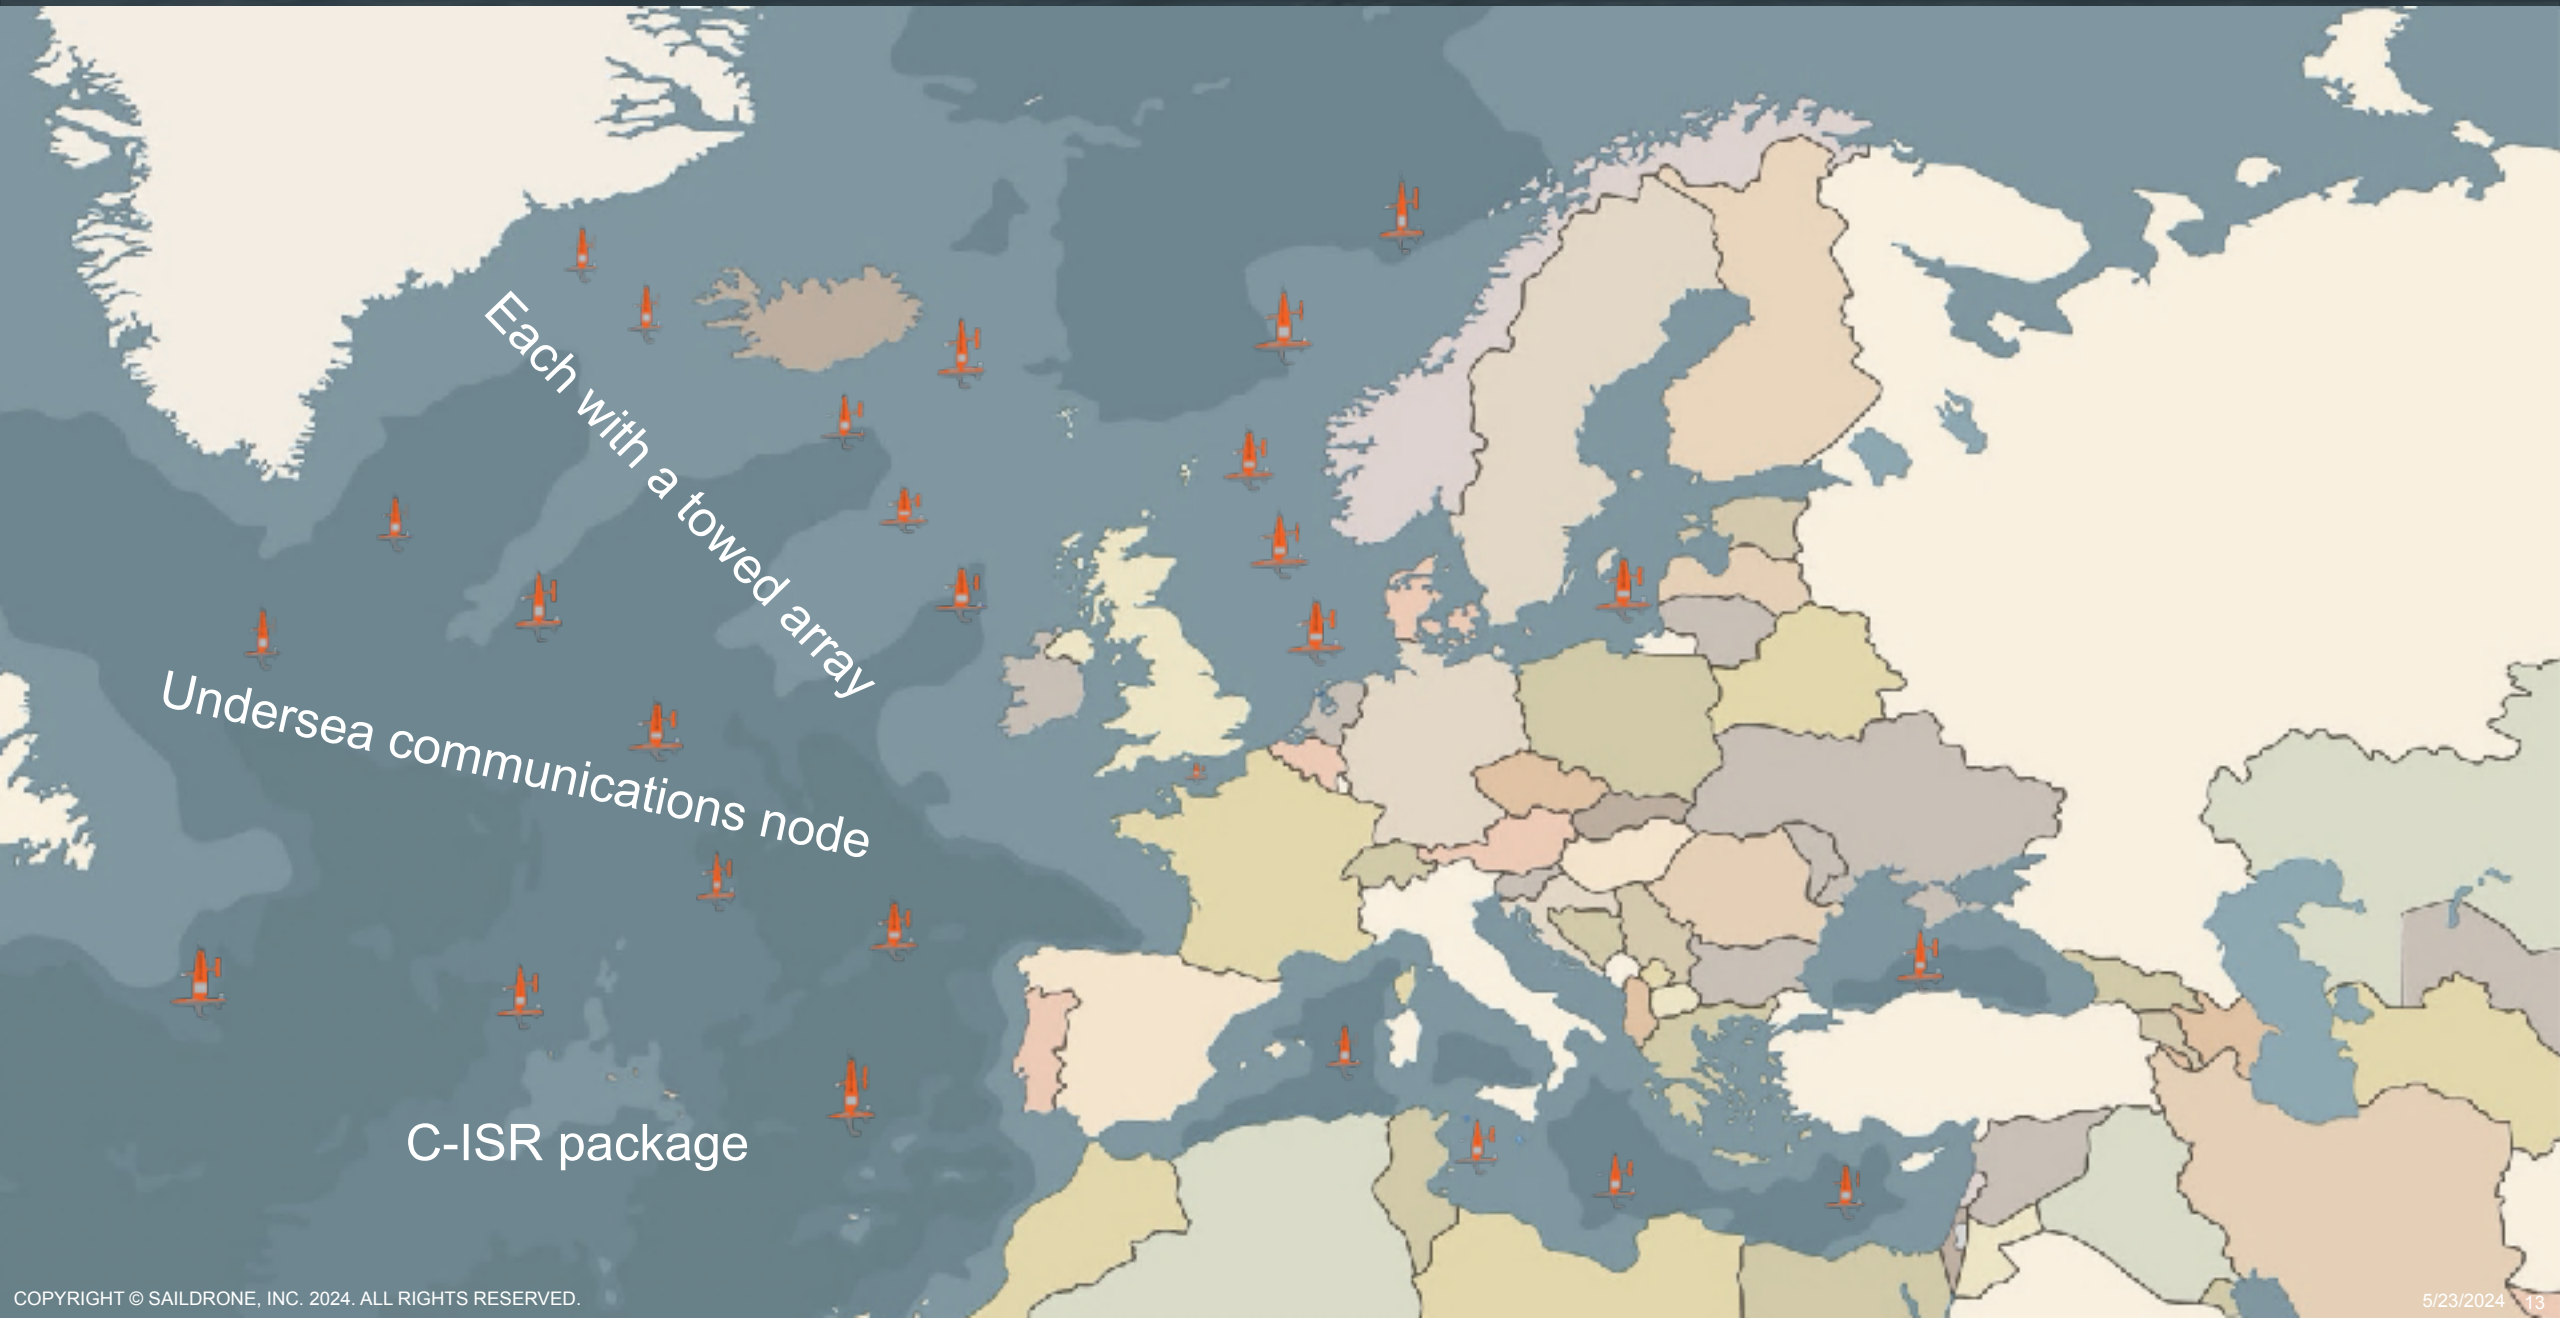 Each with a towed array
Undersea communications node
C-ISR package
COPYRIGHT © SAILDRONE, INC. 2024. ALL RIGHTS RESERVED.
5/23/2024 13